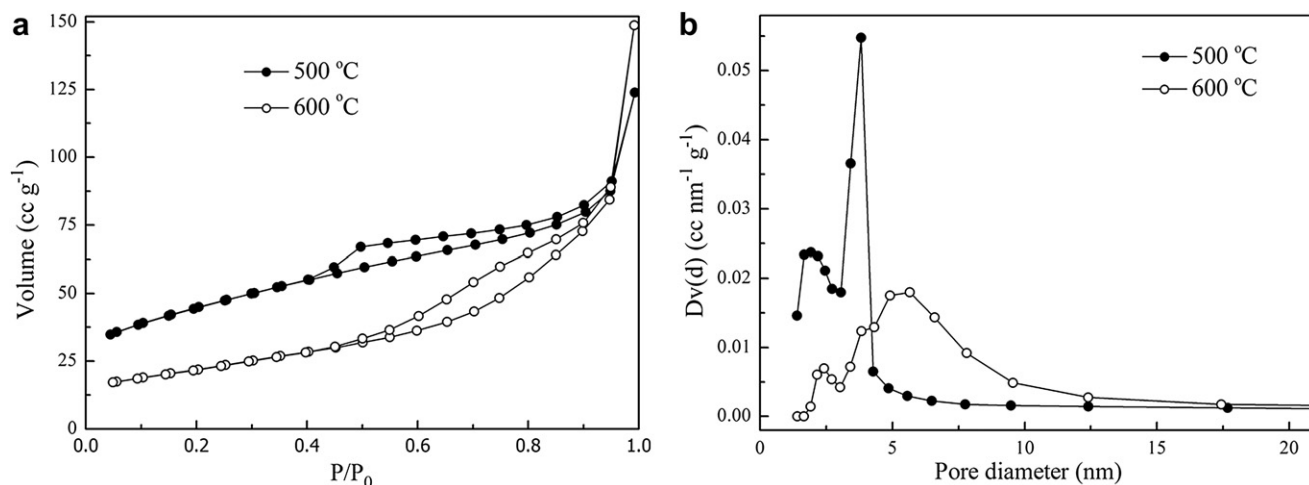 a
150
125
100
75
50
25
0
Volume (cc g⁻¹)
500 °C
600 °C
0.0 0.2 0.4 0.6 0.8 1.0
P/P₀
b
0.05
0.04
0.03
0.02
0.01
0.00
Dv(d) (cc nm⁻¹ g⁻¹)
500 °C
600 °C
0 5 10 15 20
Pore diameter (nm)